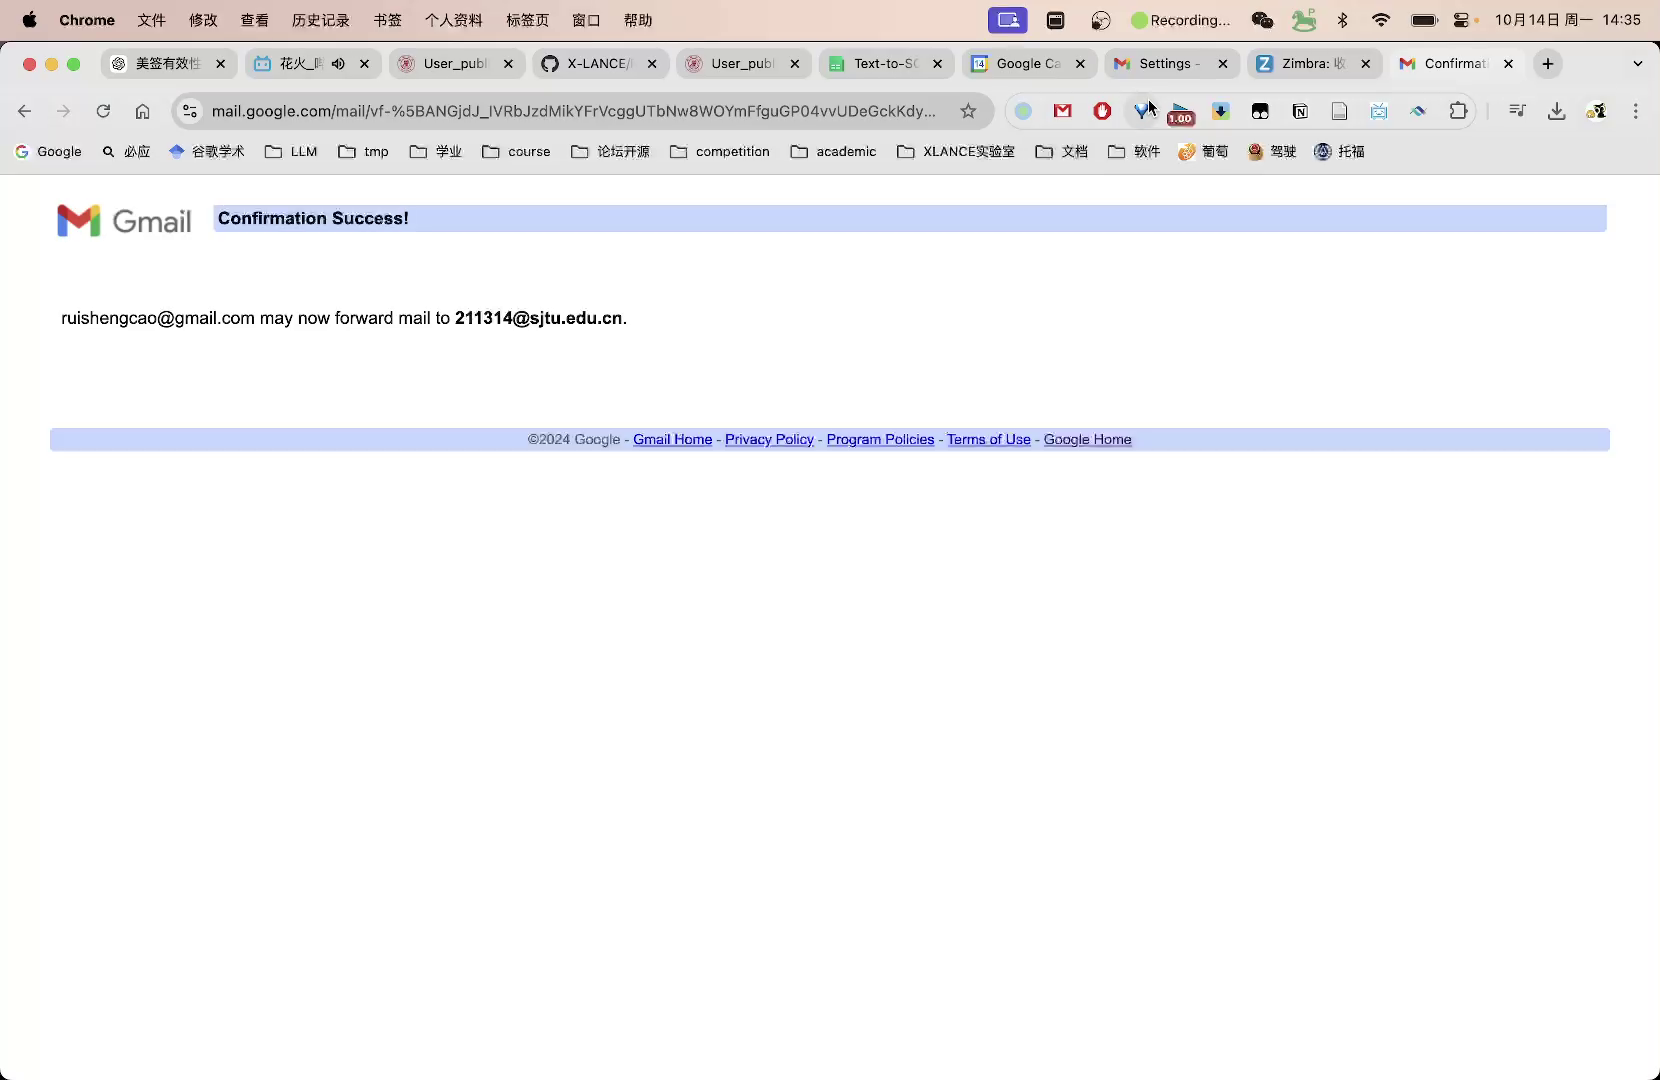 Chrome 文件 修改 查看 历史记录 书签 个人资料 标签页 窗口 帮助 Recording... 10月14日 周一 14:35
美签有效性 花火_ User_publ X-LANCE/ User_publ Text-to-SQ Google Ca Settings - Zimbra: 收 Confirmati
mail.google.com/mail/vf-%5BANGjdJ_IVRbJzdMikYFrVcggUTbNw8WOYmFfguGP04vvUDeGckKdy... 1.00
Google 必应 谷歌学术 LLM tmp 学业 course 论坛开源 competition academic XLANCE实验室 文档 软件 葡萄 驾驶 托福
Gmail Confirmation Success!
ruishengcao@gmail.com may now forward mail to 211314@sjtu.edu.cn.
©2024 Google - Gmail Home - Privacy Policy - Program Policies - Terms of Use - Google Home